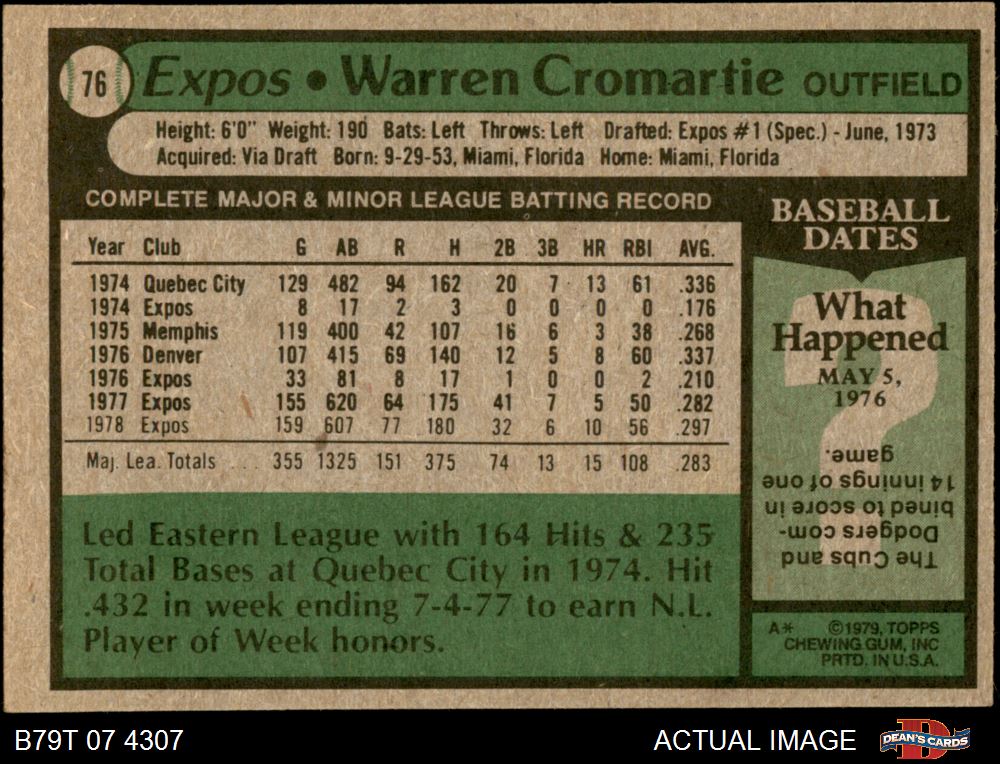 76 Expos • Warren Cromartie OUTFIELD
Height: 6'0" Weight: 190 Bats: Left Throws: Left Drafted: Expos #1 (Spec.) - June, 1973
Acquired: Via Draft Born: 9-29-53, Miami, Florida Home: Miami, Florida
COMPLETE MAJOR & MINOR LEAGUE BATTING RECORD
Year Club G AB R H 2B 3B HR RBI AVG.
1974 Quebec City 129 482 94 162 20 7 13 61 .336
1974 Expos 8 17 2 3 0 0 0 0 .176
1975 Memphis 119 400 42 107 16 6 3 38 .268
1976 Denver 107 415 69 140 12 5 8 60 .337
1976 Expos 33 81 8 17 1 0 0 2 .210
1977 Expos 155 620 64 175 41 7 5 50 .282
1978 Expos 159 607 77 180 32 6 10 56 .297
Maj. Lea. Totals ... 355 1325 151 375 74 13 15 108 .283
Led Eastern League with 164 Hits & 235
Total Bases at Quebec City in 1974. Hit
.432 in week ending 7-4-77 to earn N.L.
Player of Week honors.
BASEBALL
DATES
What
Happened
MAY 5,
1976
The Cubs and
Dodgers com-
bined to score in
14 innings of one
game.
A* ©1979, TOPPS
CHEWING GUM, INC
PRTD. IN U.S.A.
B79T 07 4307
ACTUAL IMAGE
DEAN'S CARDS